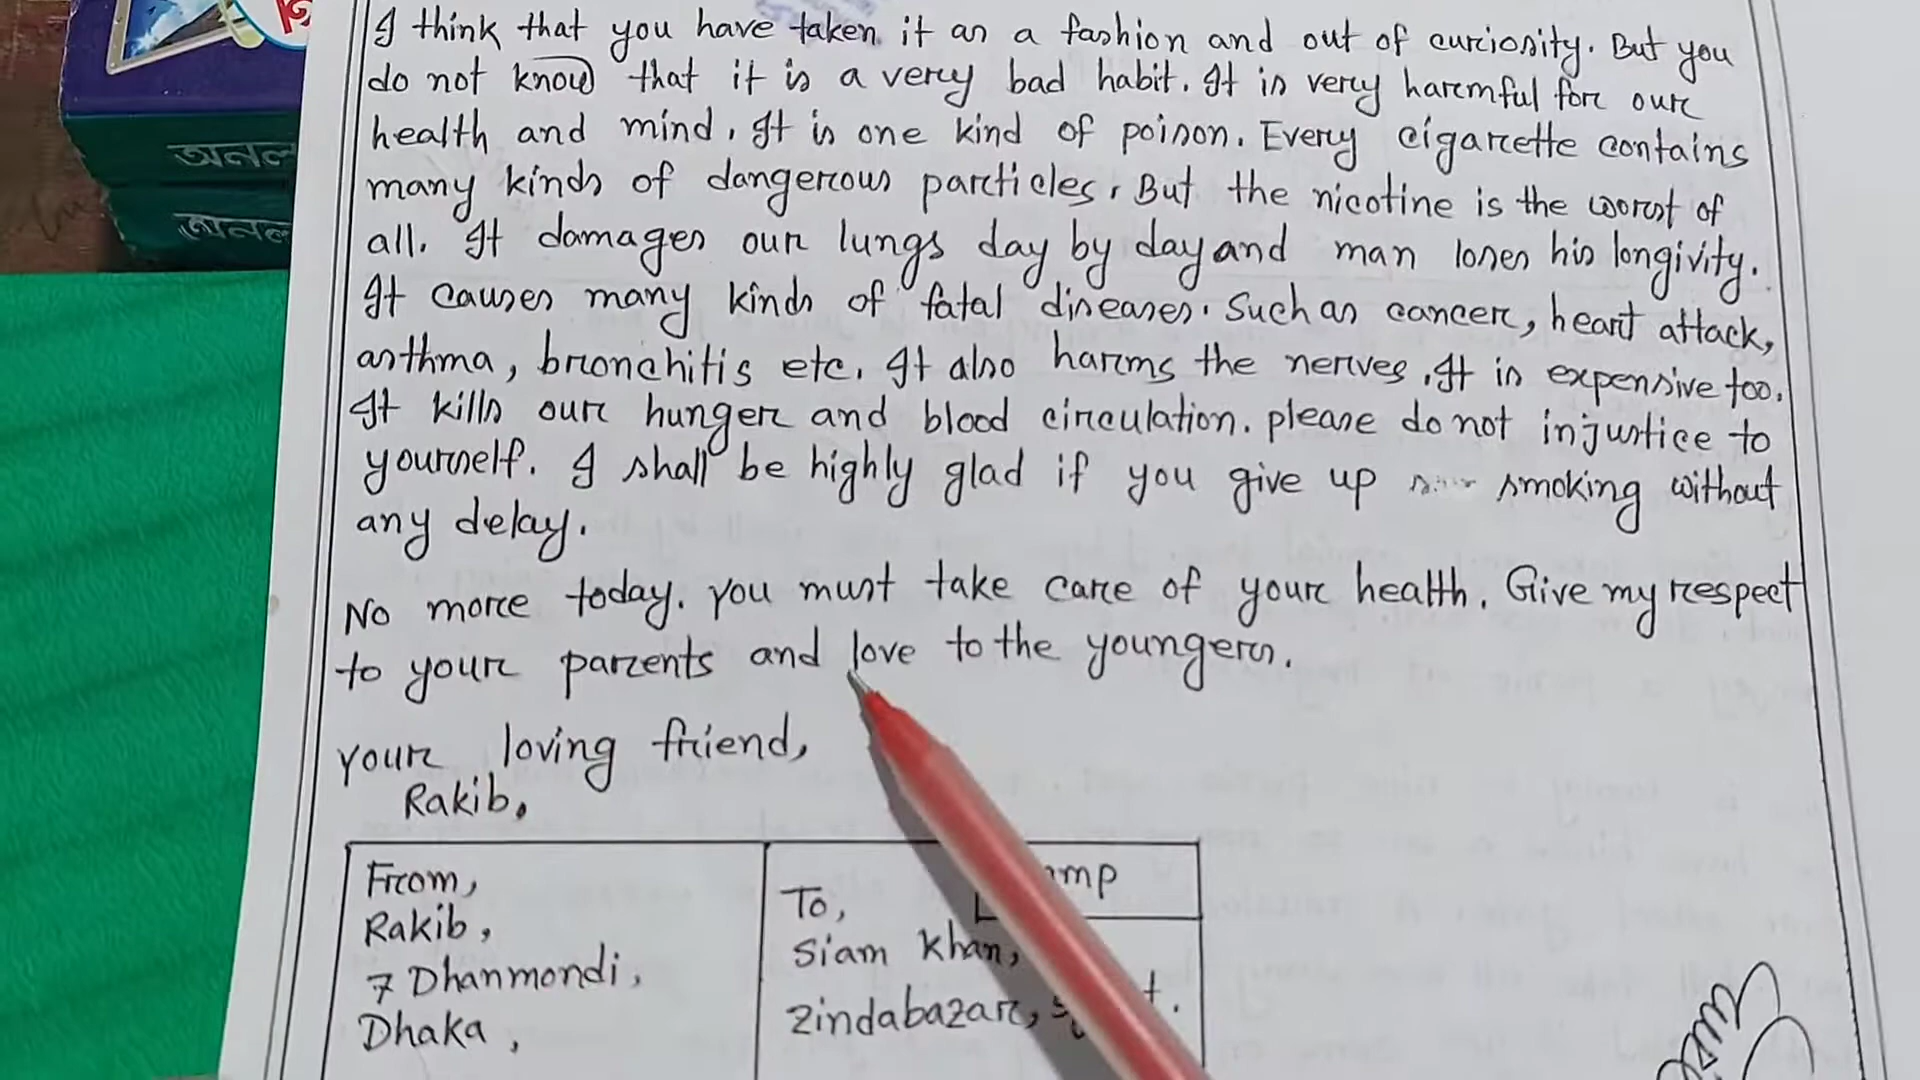 অনল
অনল
I think that you have taken it as a fashion and out of curiosity. But you
do not know that it is a very bad habit. It is very harmful for our
health and mind. It is one kind of poison. Every cigarette contains
many kinds of dangerous particles. But the nicotine is the worst of
all. It damages our lungs day by day and man loses his longivity.
It causes many kinds of fatal diseases. Such as cancer, heart attack,
asthma, bronchitis etc. It also harms the nerves. It is expensive too.
It kills our hunger and blood circulation. please do not injustice to
yourself. I shall be highly glad if you give up smoking without
any delay.
No more today. you must take care of your health. Give my respect
to your parents and love to the youngers.
your loving friend,
Rakib.
From,
Rakib,
7 Dhanmondi,
Dhaka,
To,
Siam Khan,
Zindabazar,